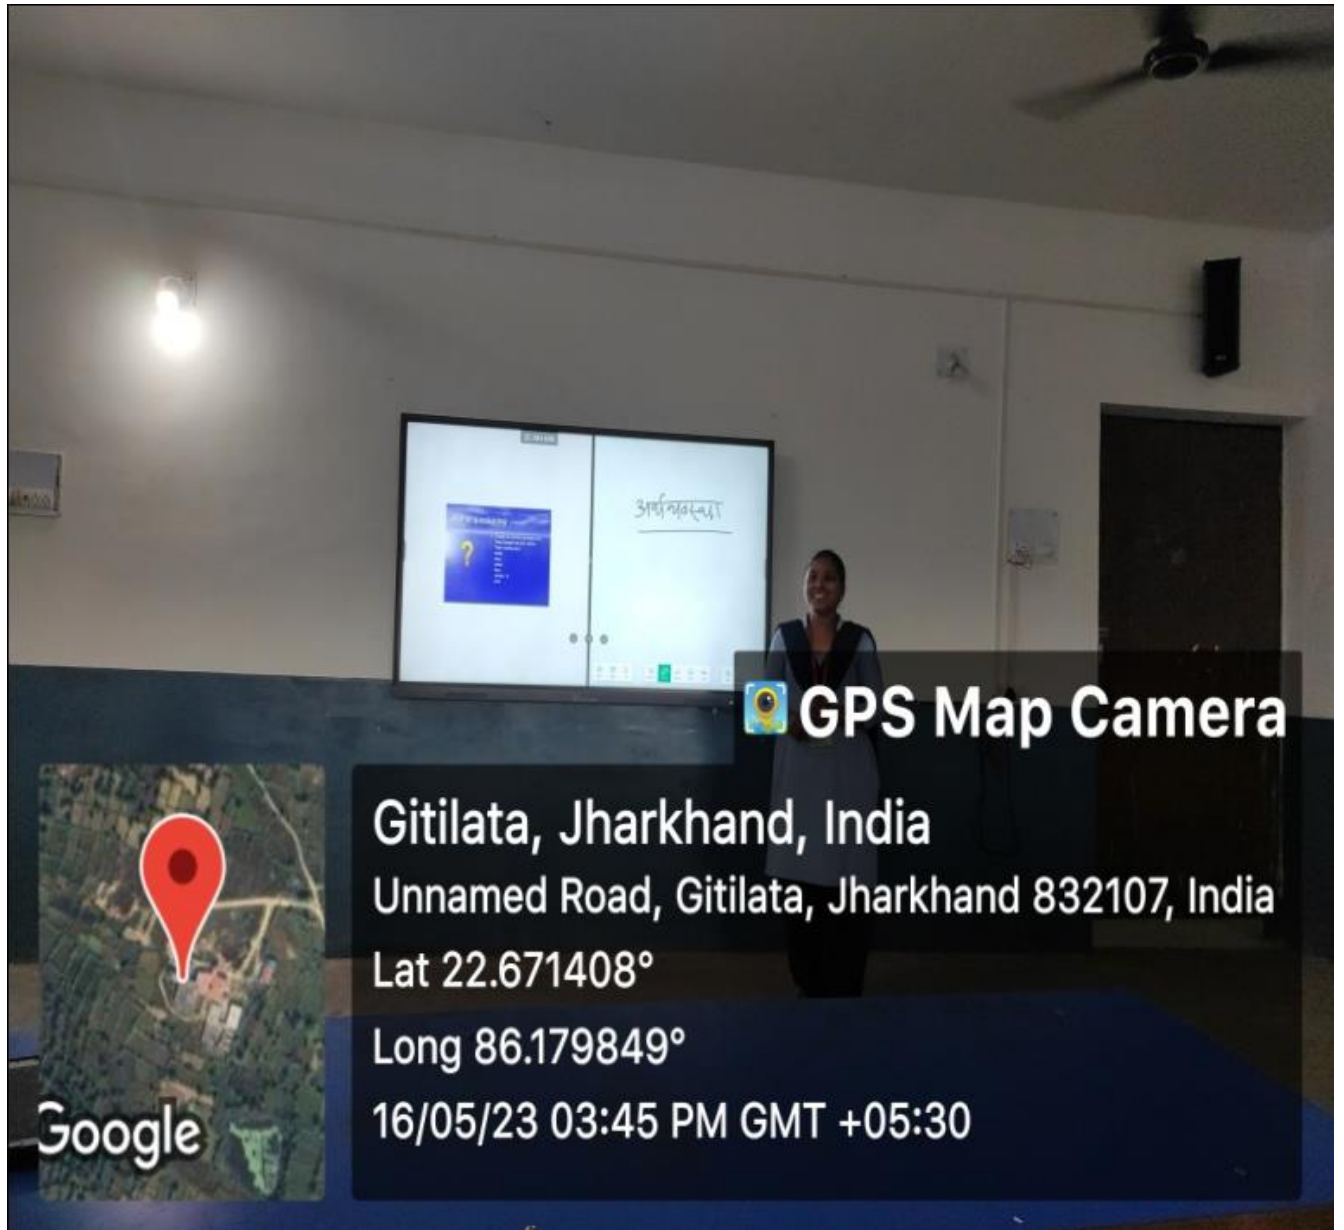 अर्थव्यवस्था
GPS Map Camera
Gitilata, Jharkhand, India
Unnamed Road, Gitilata, Jharkhand 832107, India
Lat 22.671408°
Long 86.179849°
16/05/23 03:45 PM GMT +05:30
Google